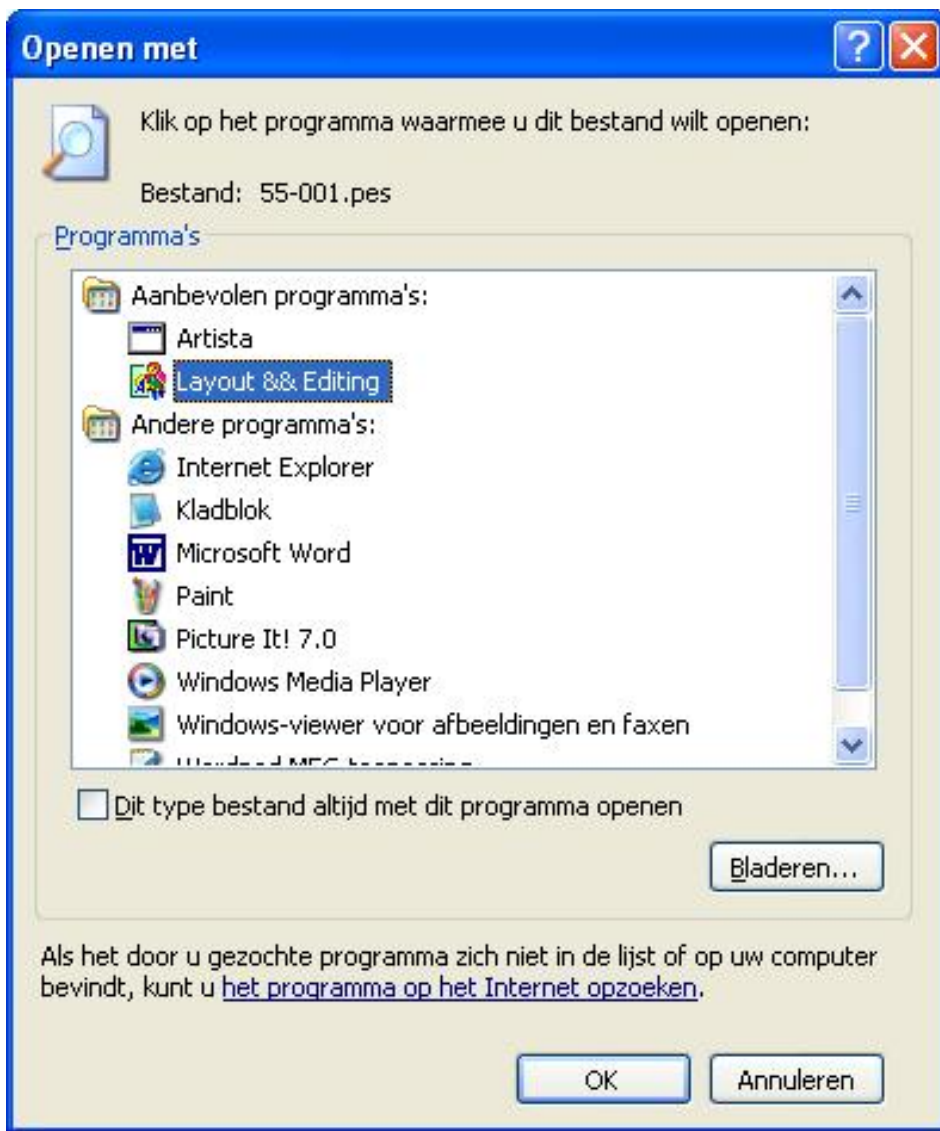 Openen met
Klik op het programma waarmee u dit bestand wilt openen:
Bestand: 55-001.pes
Programma's
Aanbevolen programma's:
Artista
Layout && Editing
Andere programma's:
Internet Explorer
Kladblok
Microsoft Word
Paint
Picture It! 7.0
Windows Media Player
Windows-viewer voor afbeeldingen en faxen
Wordpad MFC-toepassing
Dit type bestand altijd met dit programma openen
Bladeren...
Als het door u gezochte programma zich niet in de lijst of op uw computer
bevindt, kunt u het programma op het Internet opzoeken.
OK Annuleren